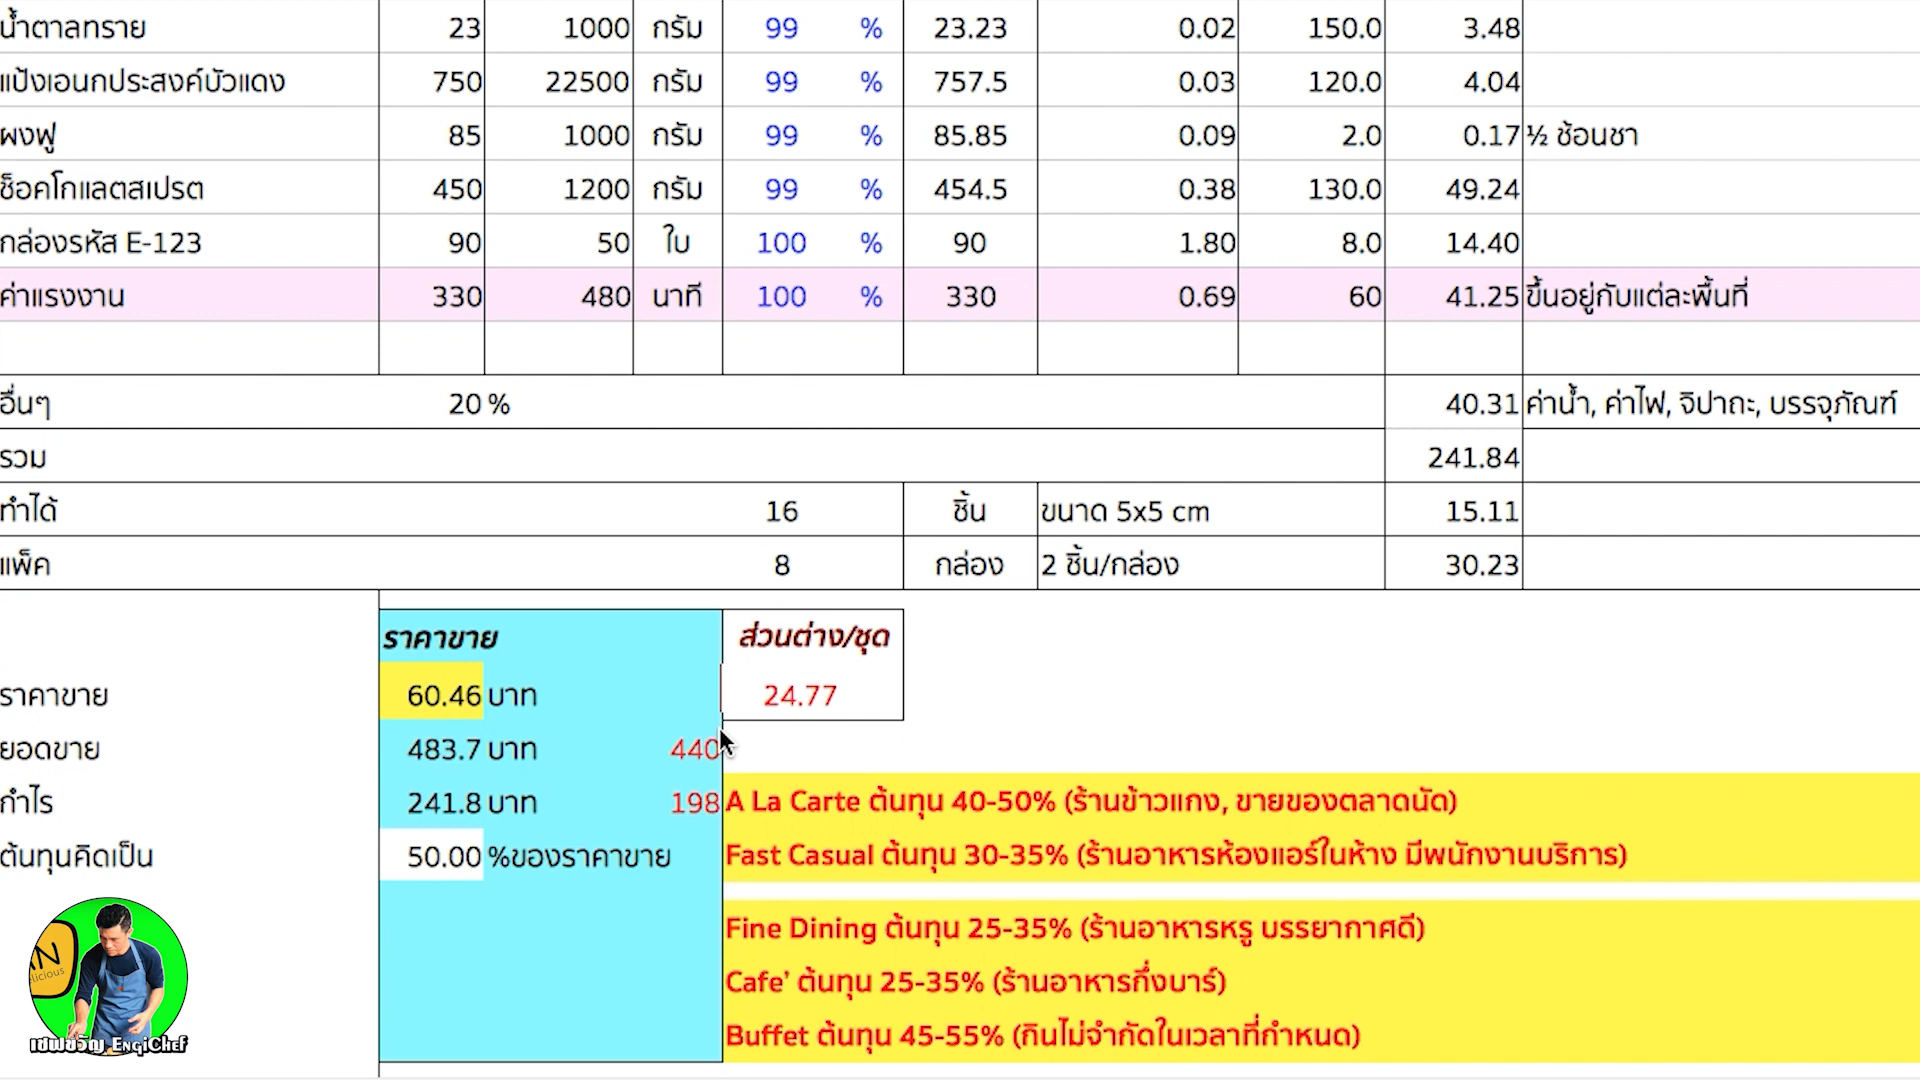 น้ำตาลทราย 23 1000 กรัม 99 % 23.23 0.02 150.0 3.48
แป้งเอนกประสงค์บัวแดง 750 22500 กรัม 99 % 757.5 0.03 120.0 4.04
ผงฟู 85 1000 กรัม 99 % 85.85 0.09 2.0 0.17 ½ ช้อนชา
ช็อคโกแลตสเปรต 450 1200 กรัม 99 % 454.5 0.38 130.0 49.24
กล่องรหัส E-123 90 50 ใบ 100 % 90 1.80 8.0 14.40
ค่าแรงงาน 330 480 นาที 100 % 330 0.69 60 41.25 ขึ้นอยู่กับแต่ละพื้นที่
อื่นๆ 20 % 40.31 ค่าน้ำ, ค่าไฟ, จิปาถะ, บรรจุภัณฑ์
รวม 241.84
ทำได้ 16 ชิ้น ขนาด 5x5 cm 15.11
แพ็ค 8 กล่อง 2 ชิ้น/กล่อง 30.23
ราคาขาย ส่วนต่าง/ชุด
ราคาขาย 60.46 บาท 24.77
ยอดขาย 483.7 บาท 440
กำไร 241.8 บาท 198 A La Carte ต้นทุน 40-50% (ร้านข้าวแกง, ขายของตลาดนัด)
ต้นทุนคิดเป็น 50.00 %ของราคาขาย Fast Casual ต้นทุน 30-35% (ร้านอาหารห้องแอร์ในห้าง มีพนักงานบริการ)
Fine Dining ต้นทุน 25-35% (ร้านอาหารหรู บรรยากาศดี)
Cafe’ ต้นทุน 25-35% (ร้านอาหารกึ่งบาร์)
Buffet ต้นทุน 45-55% (กินไม่จำกัดในเวลาที่กำหนด)
เชฟขวัญ EngiChef